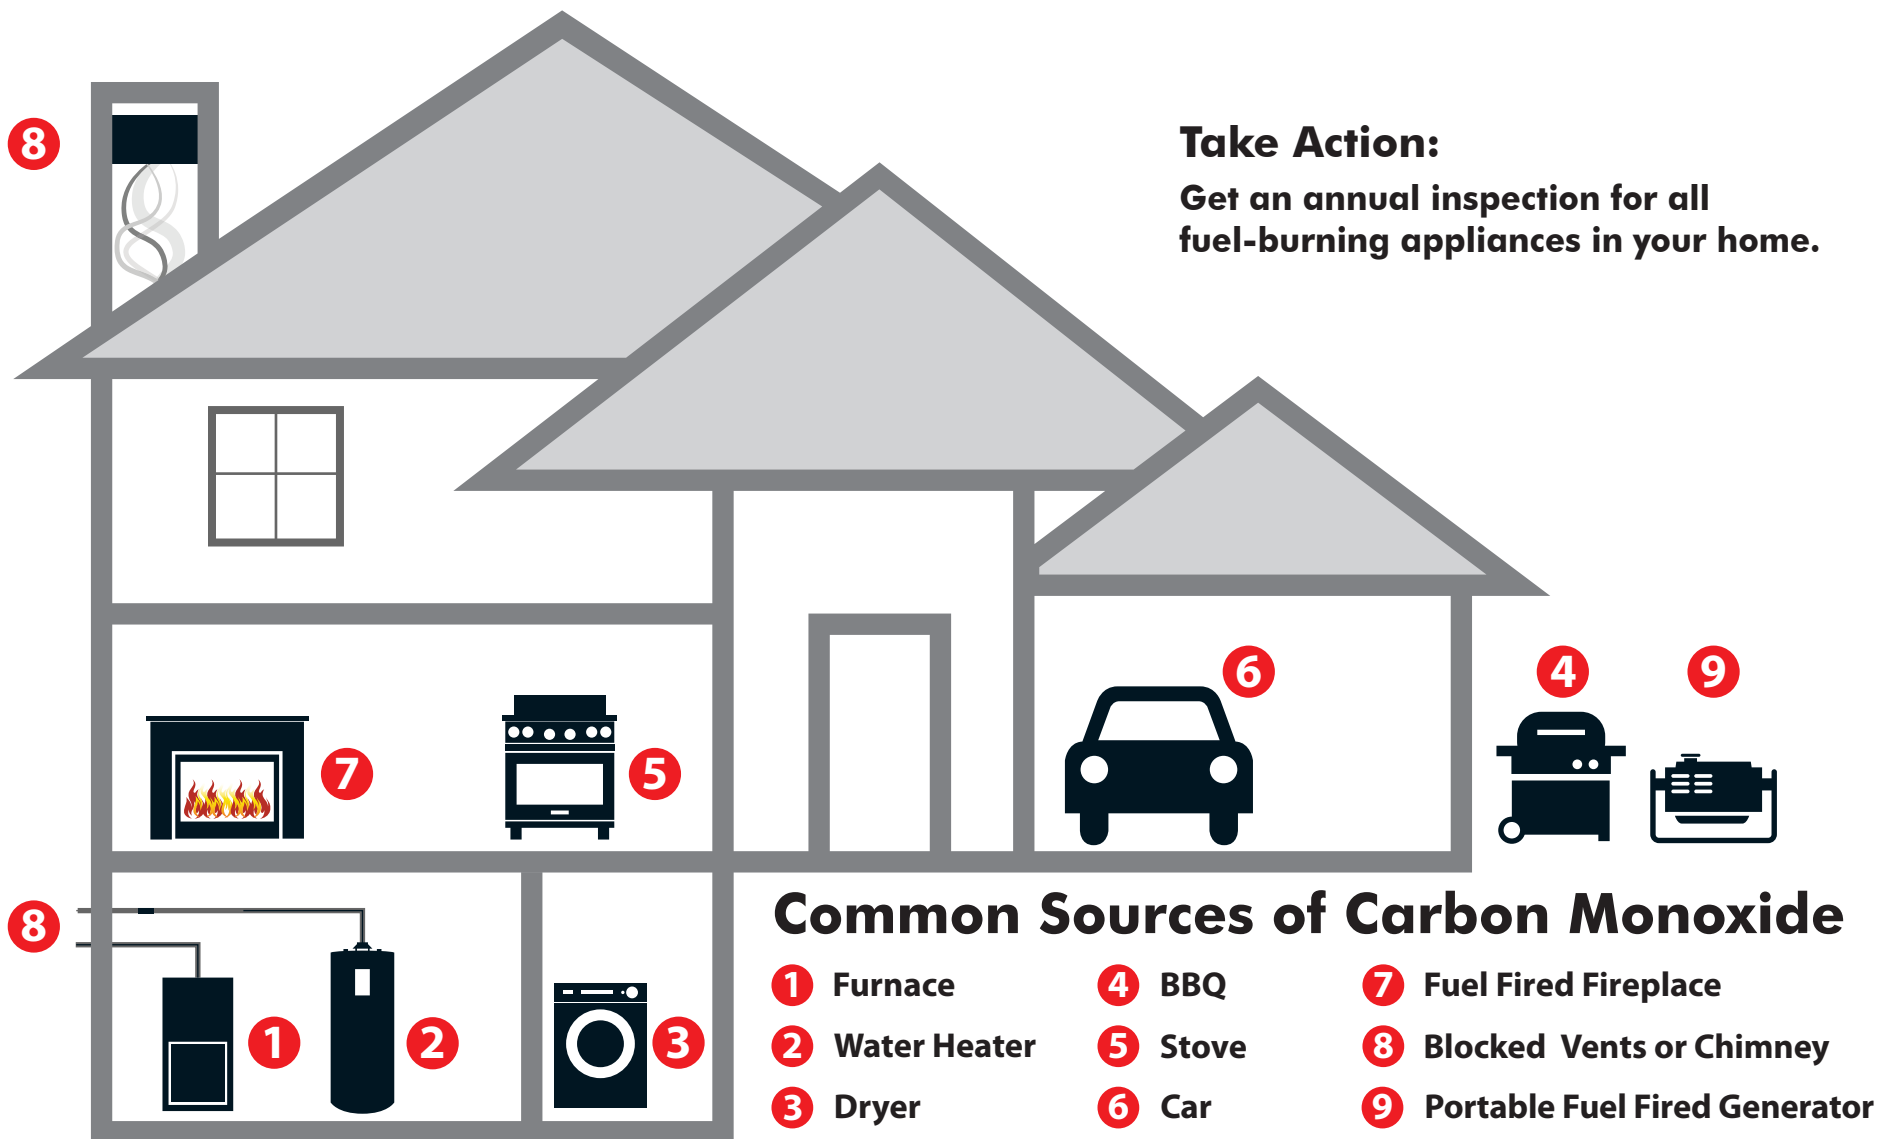 8
Take Action:
Get an annual inspection for all
fuel-burning appliances in your home.
6
4
9
7
5
8
1
2
3
Common Sources of Carbon Monoxide
1 Furnace
2 Water Heater
3 Dryer
4 BBQ
5 Stove
6 Car
7 Fuel Fired Fireplace
8 Blocked Vents or Chimney
9 Portable Fuel Fired Generator